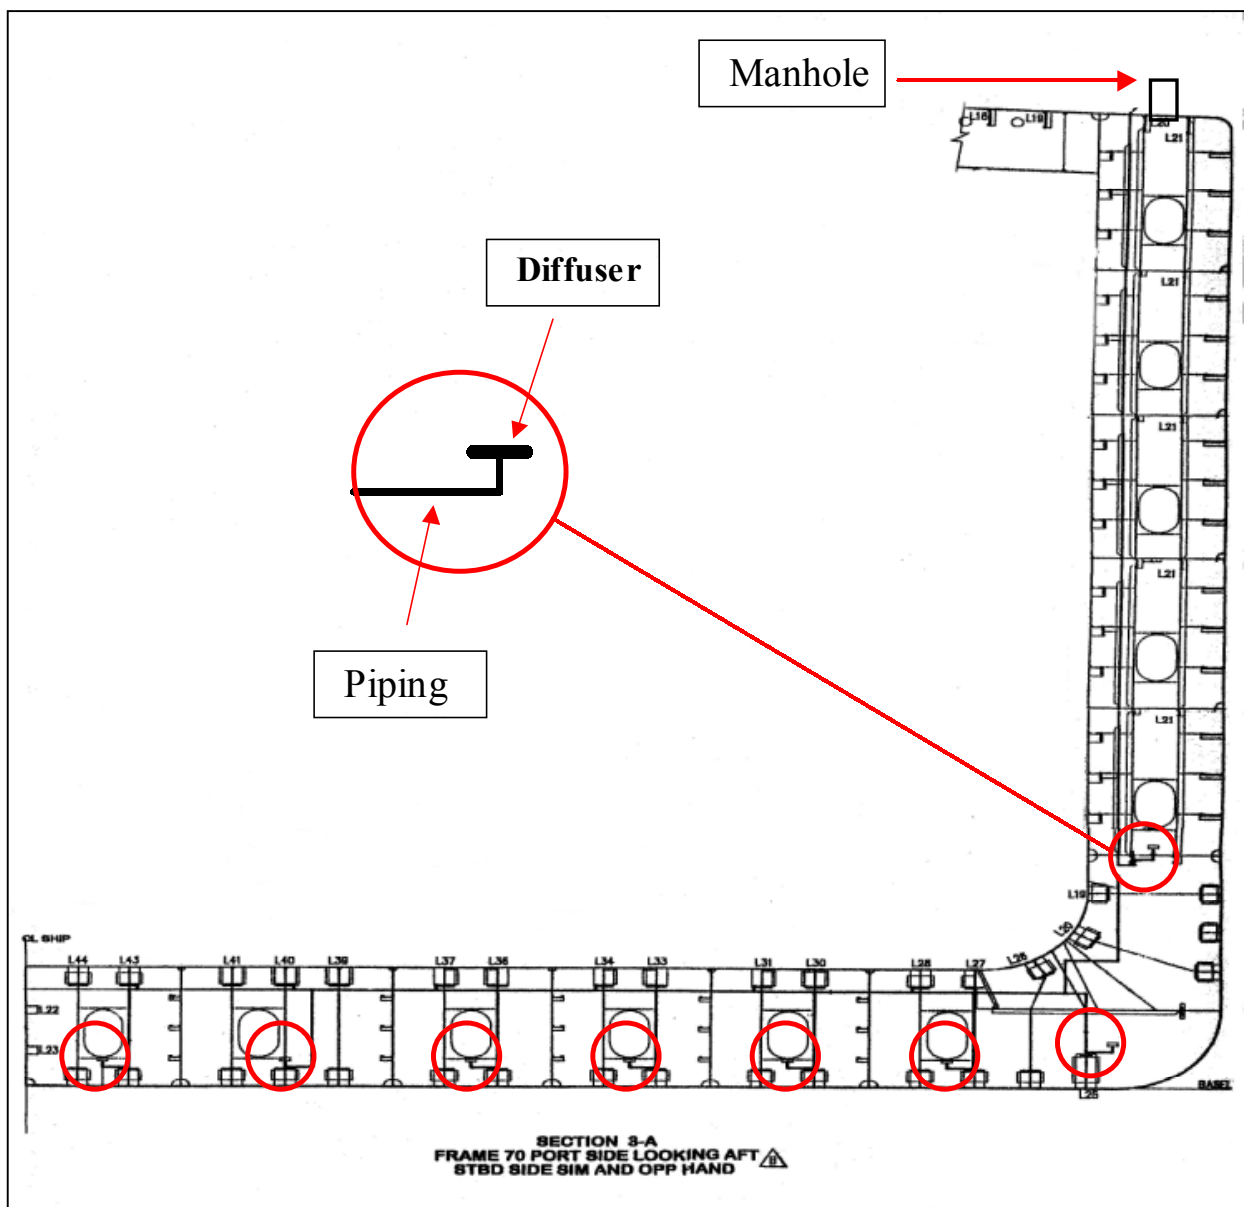 Manhole
L18
L19
L20
L21
Diffuser
L21
L21
L21
Piping
L21
L19
L20
L26
CL SHIP
L44 L43 L41 L40 L39 L37 L36 L34 L33 L31 L30 L28 L27
L22
L23
BASEL
L25
SECTION 3-A
FRAME 70 PORT SIDE LOOKING AFT
STBD SIDE SIM AND OPP HAND